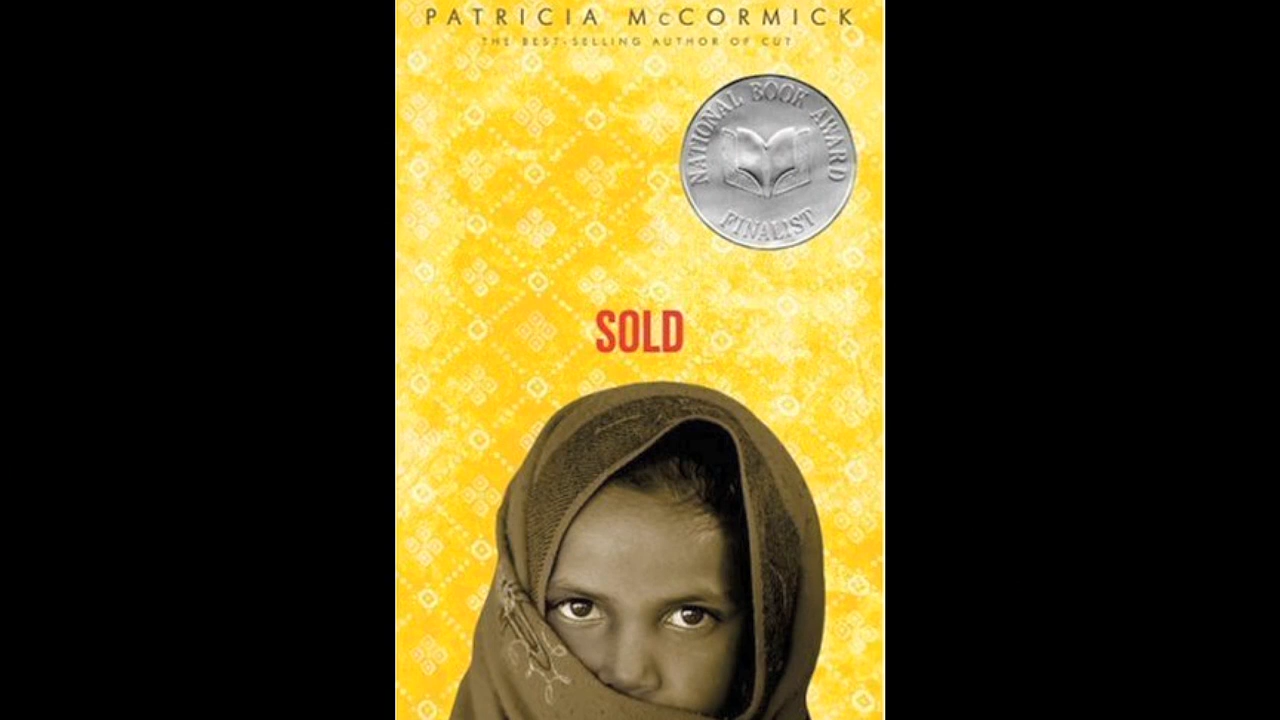 PATRICIA McCORMICK
THE BEST-SELLING AUTHOR OF CUT
NATIONAL BOOK AWARD
FINALIST
SOLD